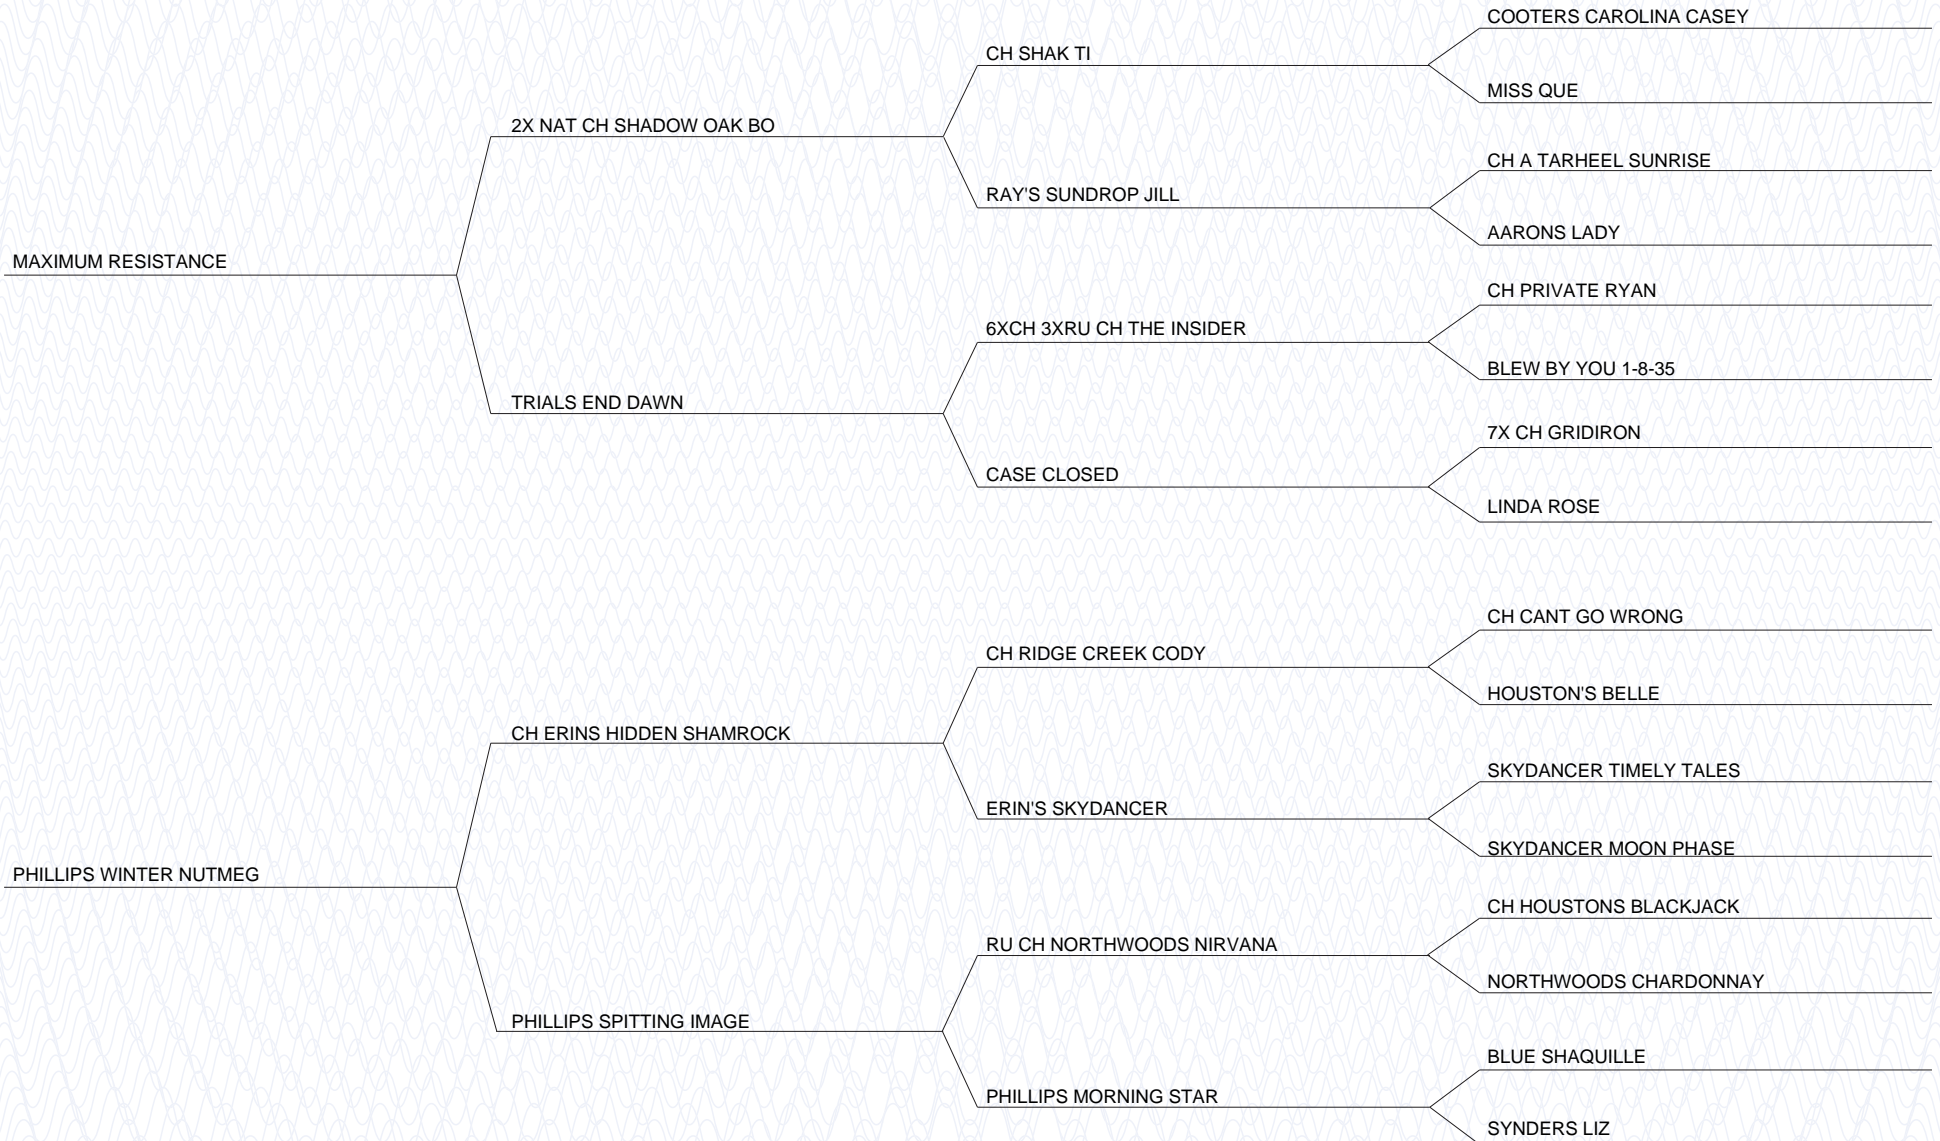 COOTERS CAROLINA CASEY
CH SHAK TI
MISS QUE
2X NAT CH SHADOW OAK BO
CH A TARHEEL SUNRISE
RAY'S SUNDROP JILL
AARONS LADY
MAXIMUM RESISTANCE
CH PRIVATE RYAN
6XCH 3XRU CH THE INSIDER
BLEW BY YOU 1-8-35
TRIALS END DAWN
7X CH GRIDIRON
CASE CLOSED
LINDA ROSE
CH CANT GO WRONG
CH RIDGE CREEK CODY
HOUSTON'S BELLE
CH ERINS HIDDEN SHAMROCK
SKYDANCER TIMELY TALES
ERIN'S SKYDANCER
SKYDANCER MOON PHASE
PHILLIPS WINTER NUTMEG
CH HOUSTONS BLACKJACK
RU CH NORTHWOODS NIRVANA
NORTHWOODS CHARDONNAY
PHILLIPS SPITTING IMAGE
BLUE SHAQUILLE
PHILLIPS MORNING STAR
SYNDERS LIZ